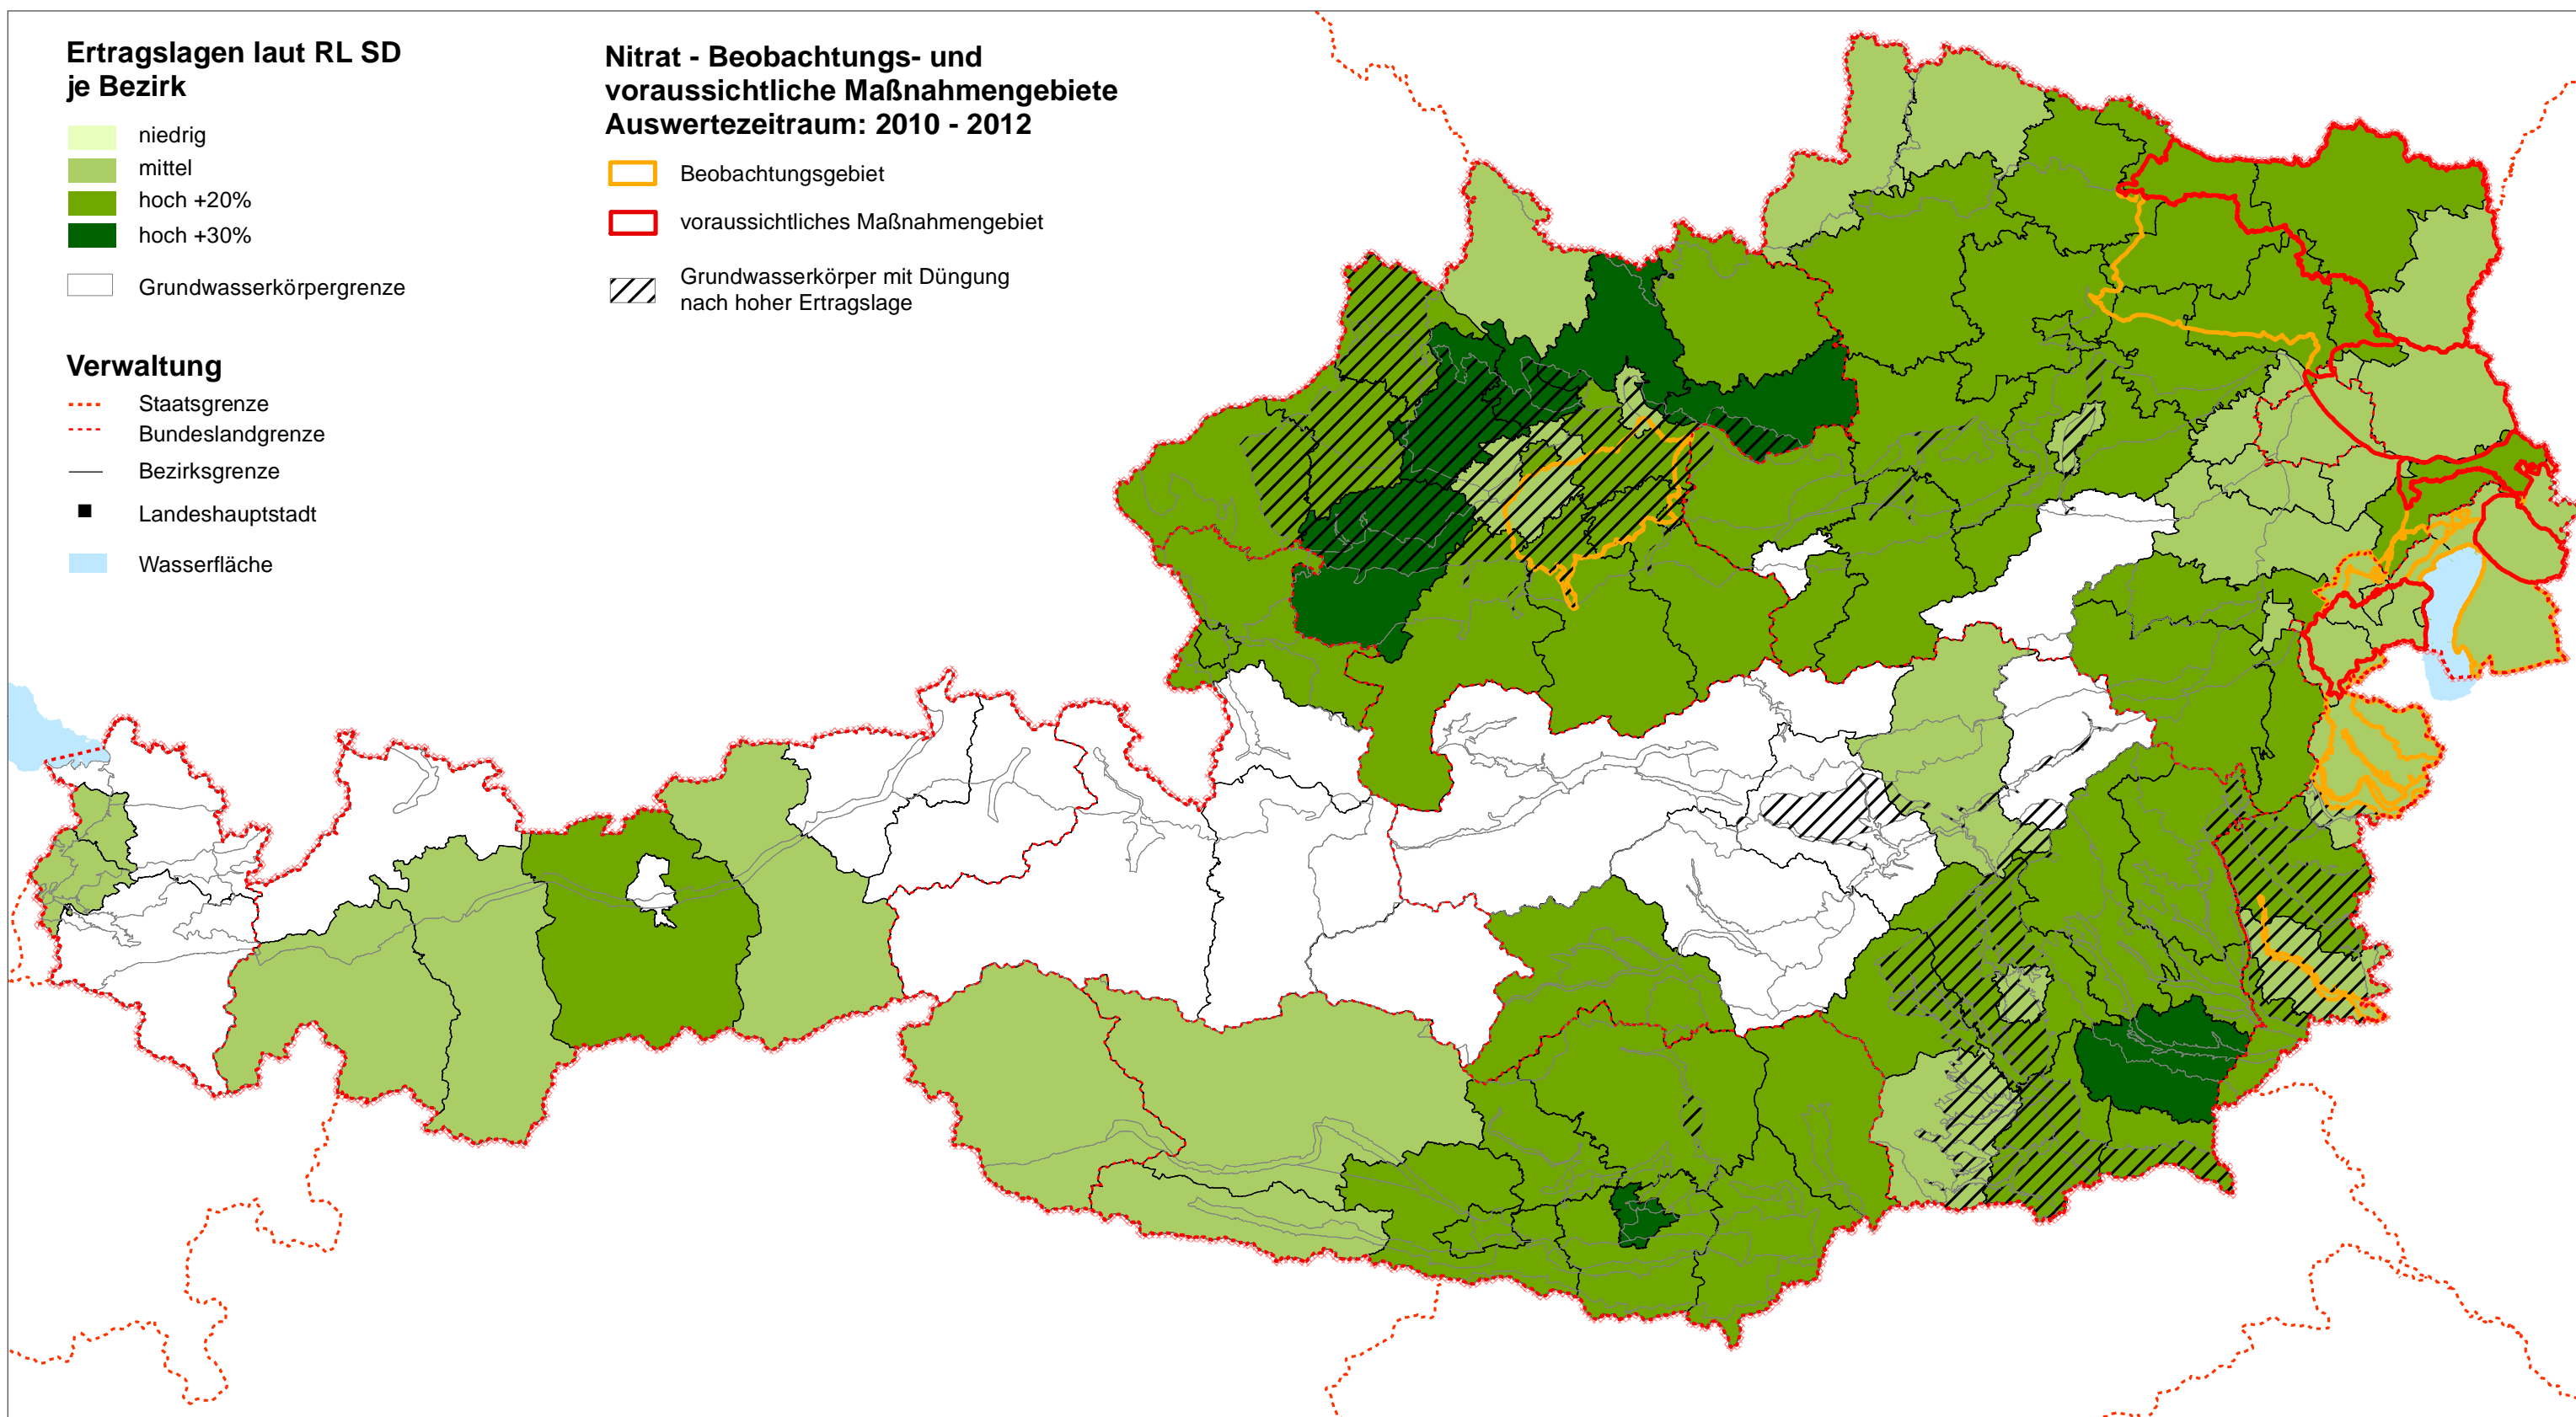 Ertragslagen laut RL SD
je Bezirk
niedrig
mittel
hoch +20%
hoch +30%
Grundwasserkörpergrenze
Verwaltung
Staatsgrenze
Bundeslandgrenze
Bezirksgrenze
Landeshauptstadt
Wasserfläche
Nitrat - Beobachtungs- und
voraussichtliche Maßnahmengebiete
Auswertezeitraum: 2010 - 2012
Beobachtungsgebiet
voraussichtliches Maßnahmengebiet
Grundwasserkörper mit Düngung
nach hoher Ertragslage